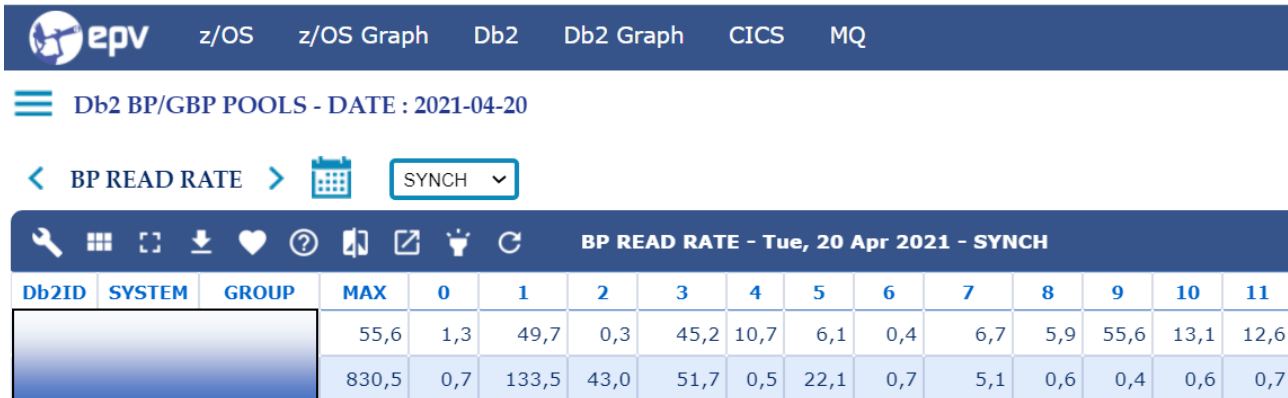 epv z/OS z/OS Graph Db2 Db2 Graph CICS MQ
Db2 BP/GBP POOLS - DATE : 2021-04-20
BP READ RATE SYNCH
BP READ RATE - Tue, 20 Apr 2021 - SYNCH
Db2ID SYSTEM GROUP MAX 0 1 2 3 4 5 6 7 8 9 10 11
55,6 1,3 49,7 0,3 45,2 10,7 6,1 0,4 6,7 5,9 55,6 13,1 12,6
830,5 0,7 133,5 43,0 51,7 0,5 22,1 0,7 5,1 0,6 0,4 0,6 0,7